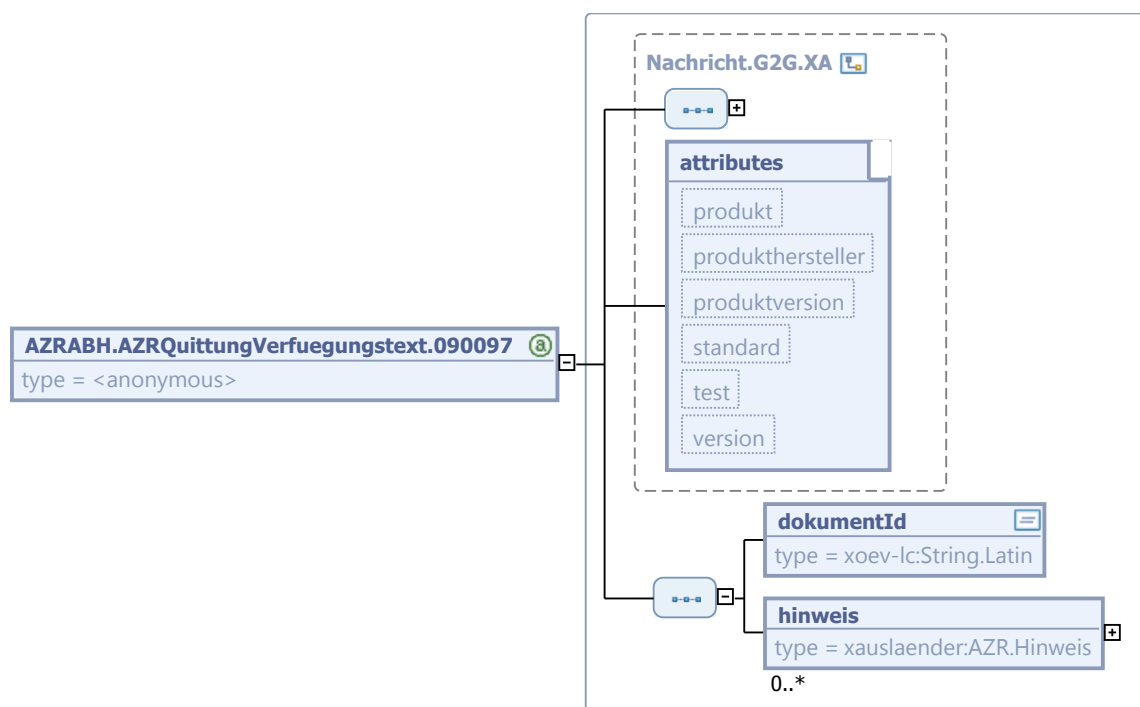 Nachricht.G2G.XA
attributes
produkt
produkthersteller
produktversion
standard
test
version
AZRABH.AZRQuittungVerfuegungstext.090097
type = <anonymous>
dokumentId
type = xoev-lc:String.Latin
hinweis
type = xauslaender:AZR.Hinweis
0..*